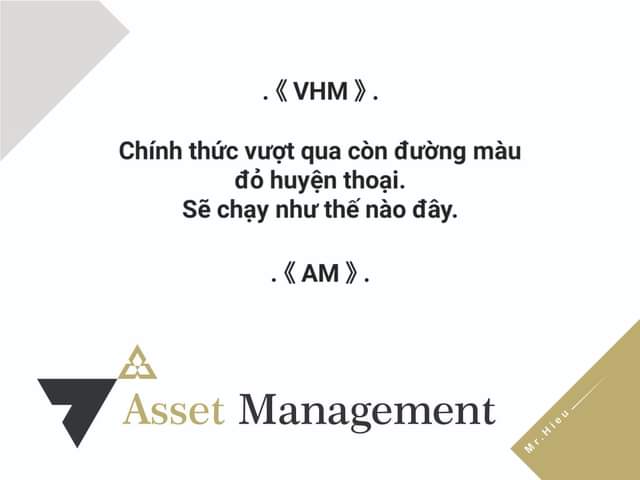 .《 VHM 》.
Chính thức vượt qua còn đường màu
đỏ huyện thoại.
Sẽ chạy như thế nào đây.
.《 AM 》.
Asset Management
Mr.Hieu